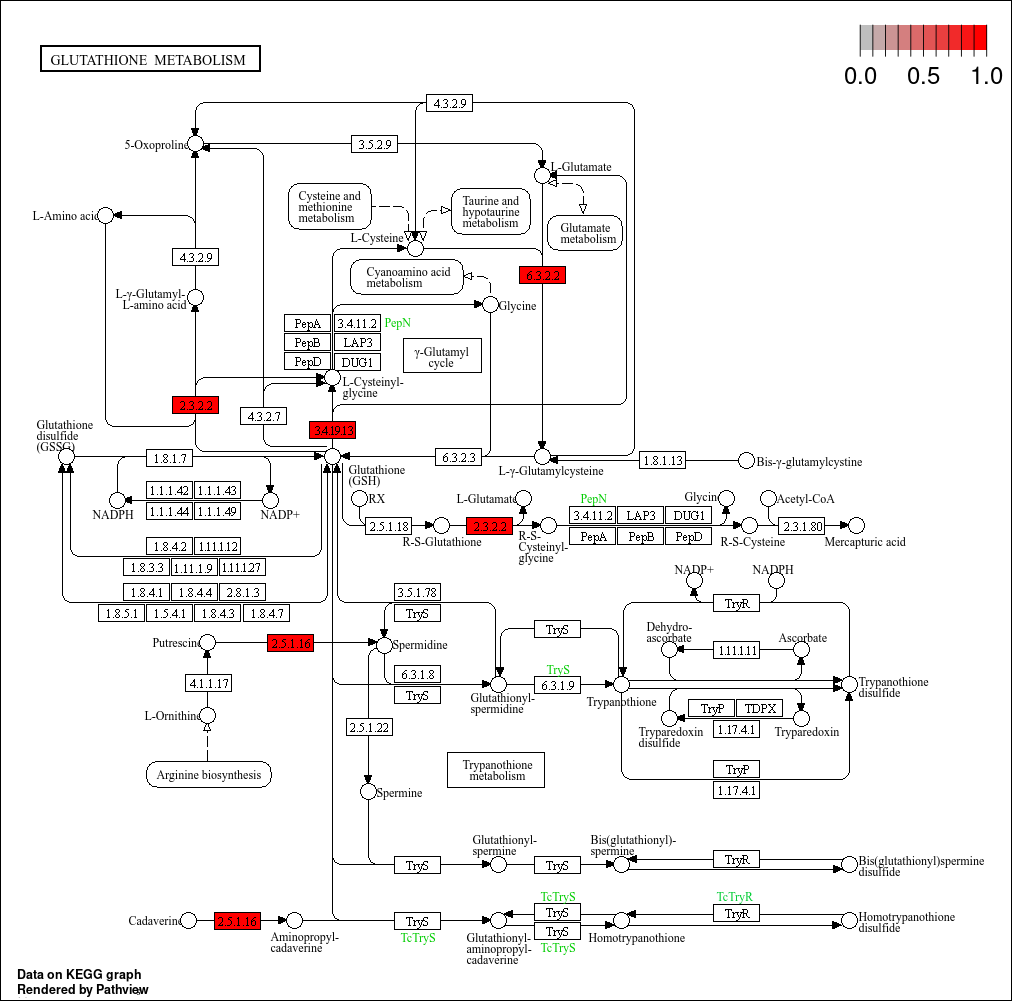 GLUTATHIONE METABOLISM
0.0 0.5 1.0
4.3.2.9
5-Oxoproline
3.5.2.9
L-Glutamate
Cysteine and
methionine
metabolism
Taurine and
hypotaurine
metabolism
L-Amino acid
Glutamate
metabolism
L-Cysteine
4.3.2.9
Cyanoamino acid
metabolism
6.3.2.2
L-γ-Glutamyl-
L-amino acid
Glycine
PepA 3.4.11.2 PepN
PepB LAP3
PepD DUG1
γ-Glutamyl
cycle
L-Cysteinyl-
glycine
2.3.2.2
4.3.2.7
3.4.19.13
Glutathione
disulfide
(GSSG)
1.8.1.7
Glutathione
(GSH)
6.3.2.3
L-γ-Glutamylcysteine
1.8.1.13
Bis-γ-glutamylcystine
1.1.1.42 1.1.1.43
1.1.1.44 1.1.1.49
NADPH NADP+
RX
L-Glutamate
PepN
Glycin
Acetyl-CoA
2.5.1.18
2.3.2.2
3.4.11.2 LAP3 DUG1
PepA PepB PepD
2.3.1.80
R-S-Glutathione
R-S-
Cysteinyl-
glycine
R-S-Cysteine
Mercapturic acid
1.8.4.2 1.11.1.12
1.8.3.3 1.11.1.9 1.11.1.27
1.8.4.1 1.8.4.4 2.8.1.3
1.8.5.1 1.5.4.1 1.8.4.3 1.8.4.7
NADP+ NADPH
3.5.1.78
TryS
TryR
Putrescine
2.5.1.16
Spermidine
TryS
Dehydro-
ascorbate
Ascorbate
1.11.1.11
6.3.1.8
TryS
TryS
6.3.1.9
4.1.1.17
Glutathionyl-
spermidine
Trypanothione
Trypanothione
disulfide
L-Ornithine
2.5.1.22
TryP TDPX
1.17.4.1
Tryparedoxin
disulfide
Tryparedoxin
Arginine biosynthesis
Trypanothione
metabolism
TryP
1.17.4.1
Spermine
Glutathionyl-
spermine
Bis(glutathionyl)-
spermine
TryS
TryS
TryR
Bis(glutathionyl)spermine
disulfide
Cadaverine
2.5.1.16
Aminopropyl-
cadaverine
TryS
TcTryS
Glutathionyl-
aminopropyl-
cadaverine
TcTryS
TryS
TryS
TcTryS
Homotrypanothione
TcTryR
TryR
Homotrypanothione
disulfide
Data on KEGG graph
Rendered by Pathview